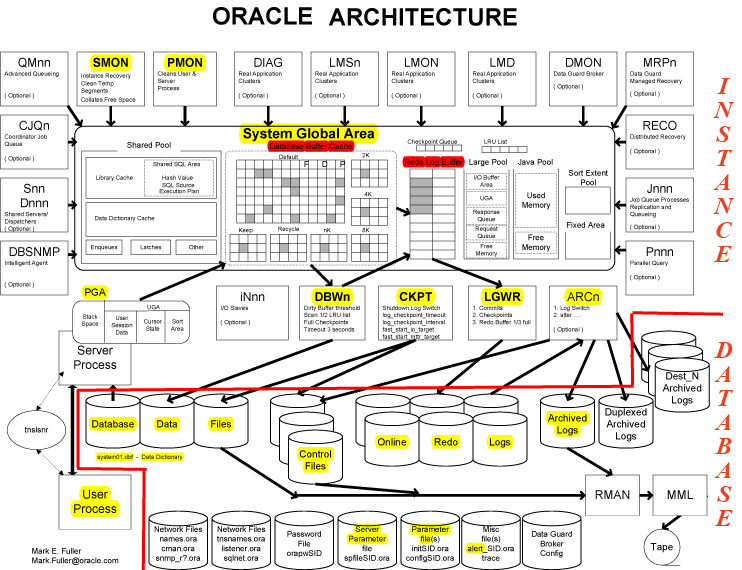 ORACLE ARCHITECTURE
QMnn
Advanced Queueing
( Optional )
SMON
Instance Recovery
Clean Temp
Segments
Collates Free Space
PMON
Cleans User &
Server
Process
DIAG
Real Application
Clusters
( Optional )
LMSn
Real Application
Clusters
( Optional )
LMON
Real Application
Clusters
( Optional )
LMD
Real Application
Clusters
( Optional )
DMON
Data Guard Broker
( Optional )
MRPn
Data Guard
Managed Recovery
( Optional )
INSTANCE
CJQn
Coordinator Job
Queue
( Optional )
Snn
Dnnn
Shared Servers/
Dispatchers
( Optional )
DBSNMP
Intelligent Agent
( Optional )
System Global Area
Shared Pool
Library Cache
Shared SQL Area
Hash Value
SQL Source
Execution Plan
Data Dictionary Cache
Enqueues
Latches
Other
Database Buffer Cache
Default
F D P
2K
4K
Keep
Recycle
nK
8K
Checkpoint Queue
LRU List
Redo Log Buffer
Large Pool
I/O Buffer
Area
UGA
Response
Queue
Request
Queue
Free
Memory
Java Pool
Used
Memory
Free
Memory
Sort Extent
Pool
Fixed Area
RECO
Distributed Recovery
( Optional )
Jnnn
Job Queue Processes
Replication and
Queueing
( Optional )
Pnnn
Parallel Query
( Optional )
PGA
Stack
Space
UGA
User
Session
Data
Cursor
State
Sort
Area
Server
Process
iNnn
I/O Slaves
( Optional )
DBWn
Dirty Buffer threshold
Scan 1/2 LRU list
Full Checkpoints
Timeout 3 seconds
CKPT
Shutdown,Log Switch
log_checkpoint_timeout
log_checkpoint_interval
fast_start_io_target
fast_start_mttr_target
LGWR
1. Commits
2. Checkpoints
3. Redo Buffer 1/3 full
ARCn
1. Log Switch
2. alter .....
( Optional )
DATABASE
tnslsnr
User
Process
Database
Data
Files
system01.dbf - Data Dictionary
Control
Files
Online
Redo
Logs
Archived
Logs
Duplexed
Archived
Logs
Dest_N
Archived
Logs
RMAN
MML
Tape
Network Files
names.ora
cman.ora
snmp_r?.ora
Network Files
tnsnames.ora
listener.ora
sqlnet.ora
Password
File
orapwSID
Server
Parameter
file
spfileSID.ora
Parameter
file(s)
initSID.ora
configSID.ora
Misc
file(s)
alert_SID.ora
trace
Data Guard
Broker
Config
Mark E. Fuller
Mark.Fuller@oracle.com